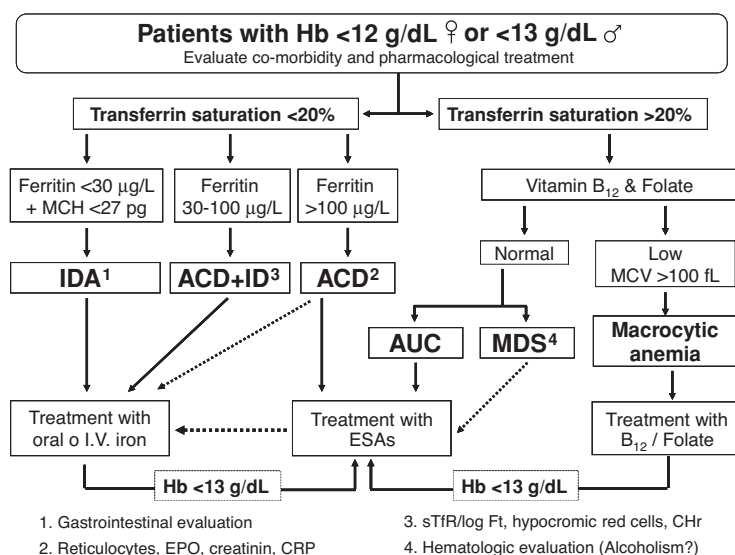 Patients with Hb <12 g/dL ♀ or <13 g/dL ♂
Evaluate co-morbidity and pharmacological treatment
Transferrin saturation <20%
Transferrin saturation >20%
Ferritin <30 µg/L
+ MCH <27 pg
Ferritin
30-100 µg/L
Ferritin
>100 µg/L
Vitamin B₁₂ & Folate
Normal
Low
MCV >100 fL
IDA¹
ACD+ID³
ACD²
AUC
MDS⁴
Macrocytic
anemia
Treatment with
oral o I.V. iron
Treatment with
ESAs
Treatment with
B₁₂ / Folate
Hb <13 g/dL
Hb <13 g/dL
1. Gastrointestinal evaluation
2. Reticulocytes, EPO, creatinin, CRP
3. sTfR/log Ft, hypocromic red cells, CHr
4. Hematologic evaluation (Alcoholism?)